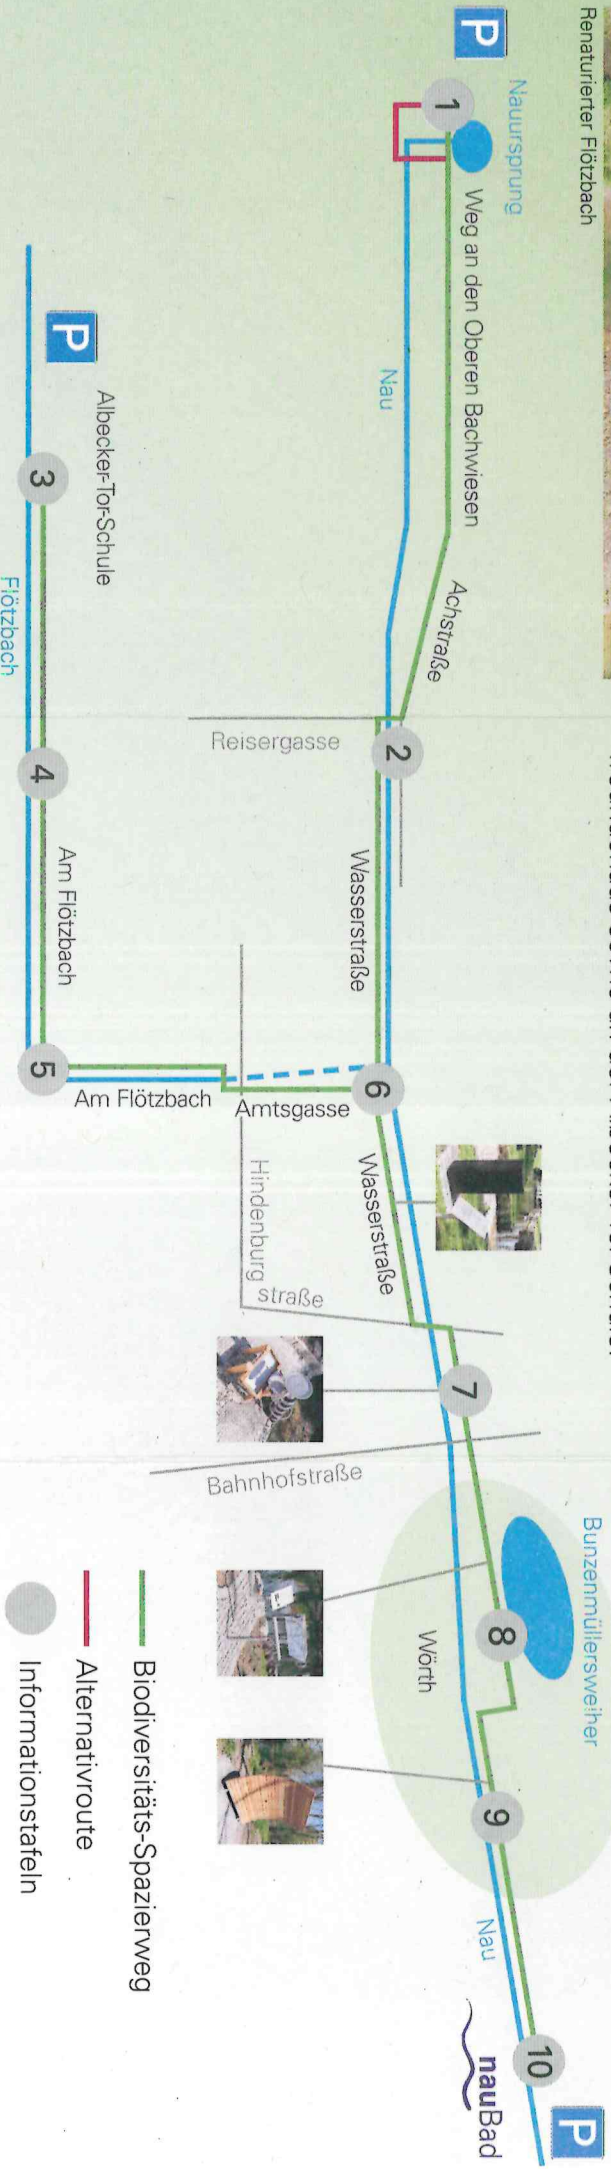 Renaturierter Flötzbach
P
Nauursprung
1
Weg an den Oberen Bachwiesen
Nau
Achstraße
Reisergasse
2
P
Albecker-Tor-Schule
3
Flötzbach
4
Am Flötzbach
5
Am Flötzbach
Amtsgasse
Wasserstraße
6
Wasserstraße
Hindenburg
straße
7
Bahnhofstraße
Bunzenmüllersweiher
8
Wörth
9
Nau
10
nauBad
P
Biodiversitäts-Spazierweg
Alternativroute
Informationstafeln